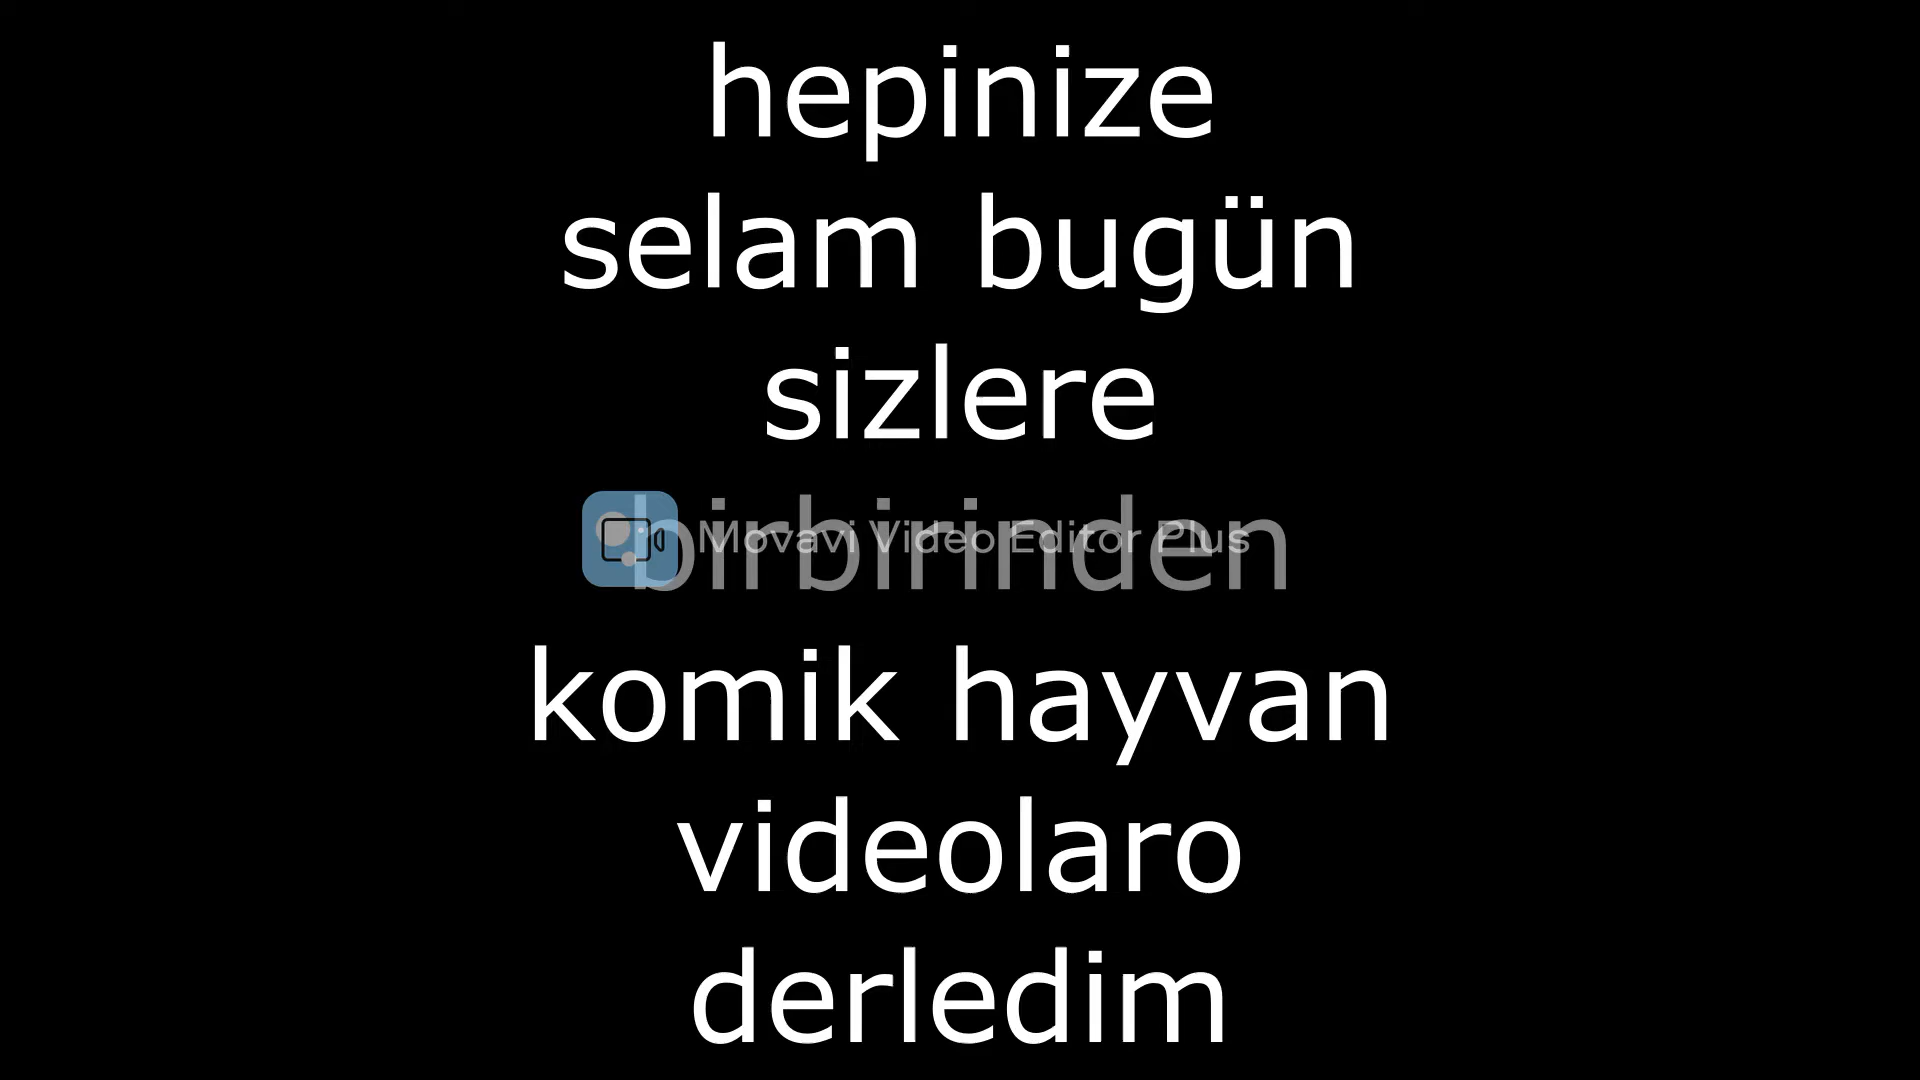 hepinize
selam bugün
sizlere
birbirinden
Movavi Video Editor Plus
komik hayvan
videolaro
derledim